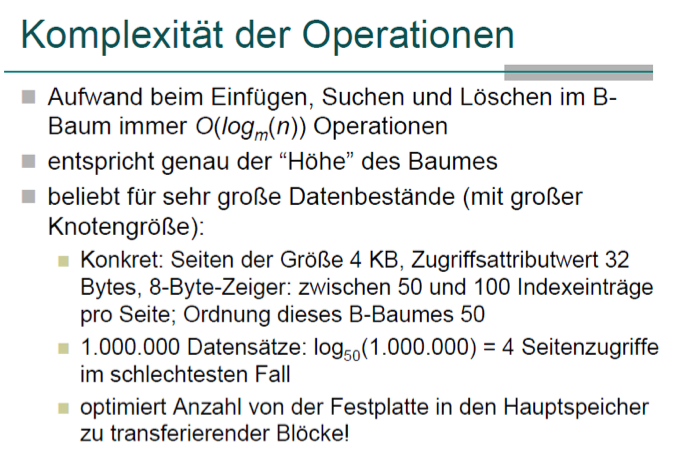 Komplexität der Operationen
Aufwand beim Einfügen, Suchen und Löschen im B-
Baum immer O(logm(n)) Operationen
entspricht genau der “Höhe” des Baumes
beliebt für sehr große Datenbestände (mit großer
Knotengröße):
Konkret: Seiten der Größe 4 KB, Zugriffsattributwert 32
Bytes, 8-Byte-Zeiger: zwischen 50 und 100 Indexeinträge
pro Seite; Ordnung dieses B-Baumes 50
1.000.000 Datensätze: log50(1.000.000) = 4 Seitenzugriffe
im schlechtesten Fall
optimiert Anzahl von der Festplatte in den Hauptspeicher
zu transferierender Blöcke!